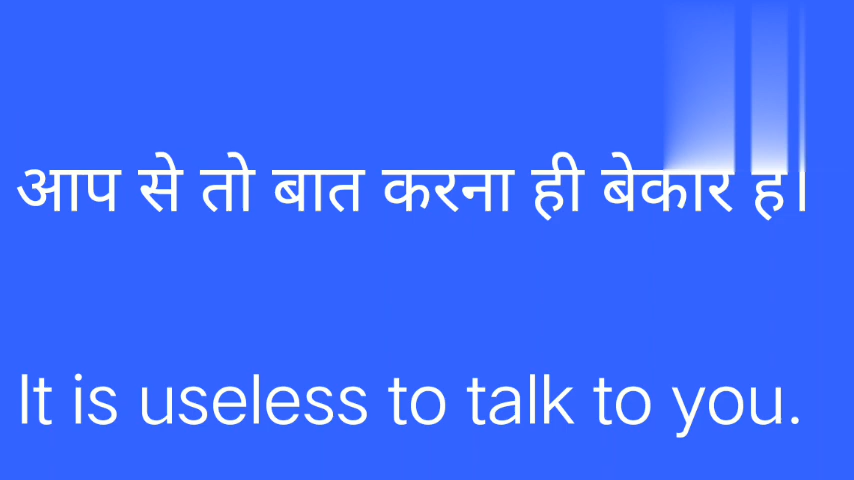 आप से तो बात करना ही बेकार ह।
It is useless to talk to you.